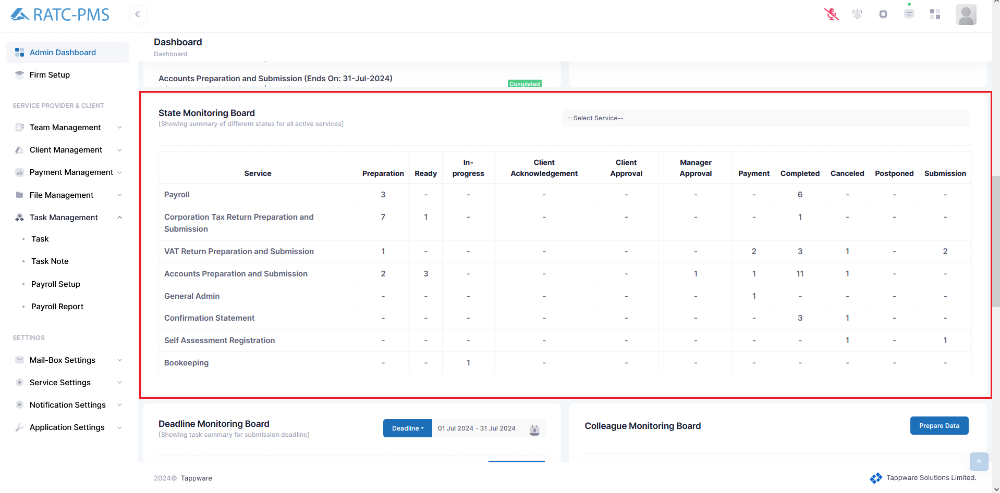 RATC-PMS
Admin Dashboard
Firm Setup
SERVICE PROVIDER & CLIENT
Team Management
Client Management
Payment Management
File Management
Task Management
Task
Task Note
Payroll Setup
Payroll Report
SETTINGS
Mail-Box Settings
Service Settings
Notification Settings
Application Settings
Dashboard
Dashboard
Accounts Preparation and Submission (Ends On: 31-Jul-2024)
Completed
State Monitoring Board
[Showing summary of different states for all active services]
--Select Service--
Service Preparation Ready In-progress Client Acknowledgement Client Approval Manager Approval Payment Completed Canceled Postponed Submission
Payroll 3 - - - - - - 6 - - -
Corporation Tax Return Preparation and Submission 7 1 - - - - - 1 - - -
VAT Return Preparation and Submission 1 - - - - - 2 3 1 - 2
Accounts Preparation and Submission 2 3 - - - 1 1 11 1 - -
General Admin - - - - - - 1 - - - -
Confirmation Statement - - - - - - - 3 1 - -
Self Assessment Registration - - - - - - - - 1 - 1
Bookeeping - - 1 - - - - - - - -
Deadline Monitoring Board
[Showing task summary for submission deadline]
Deadline
01 Jul 2024 - 31 Jul 2024
8
Colleague Monitoring Board
Prepare Data
2024© Tappware
Tappware Solutions Limited.